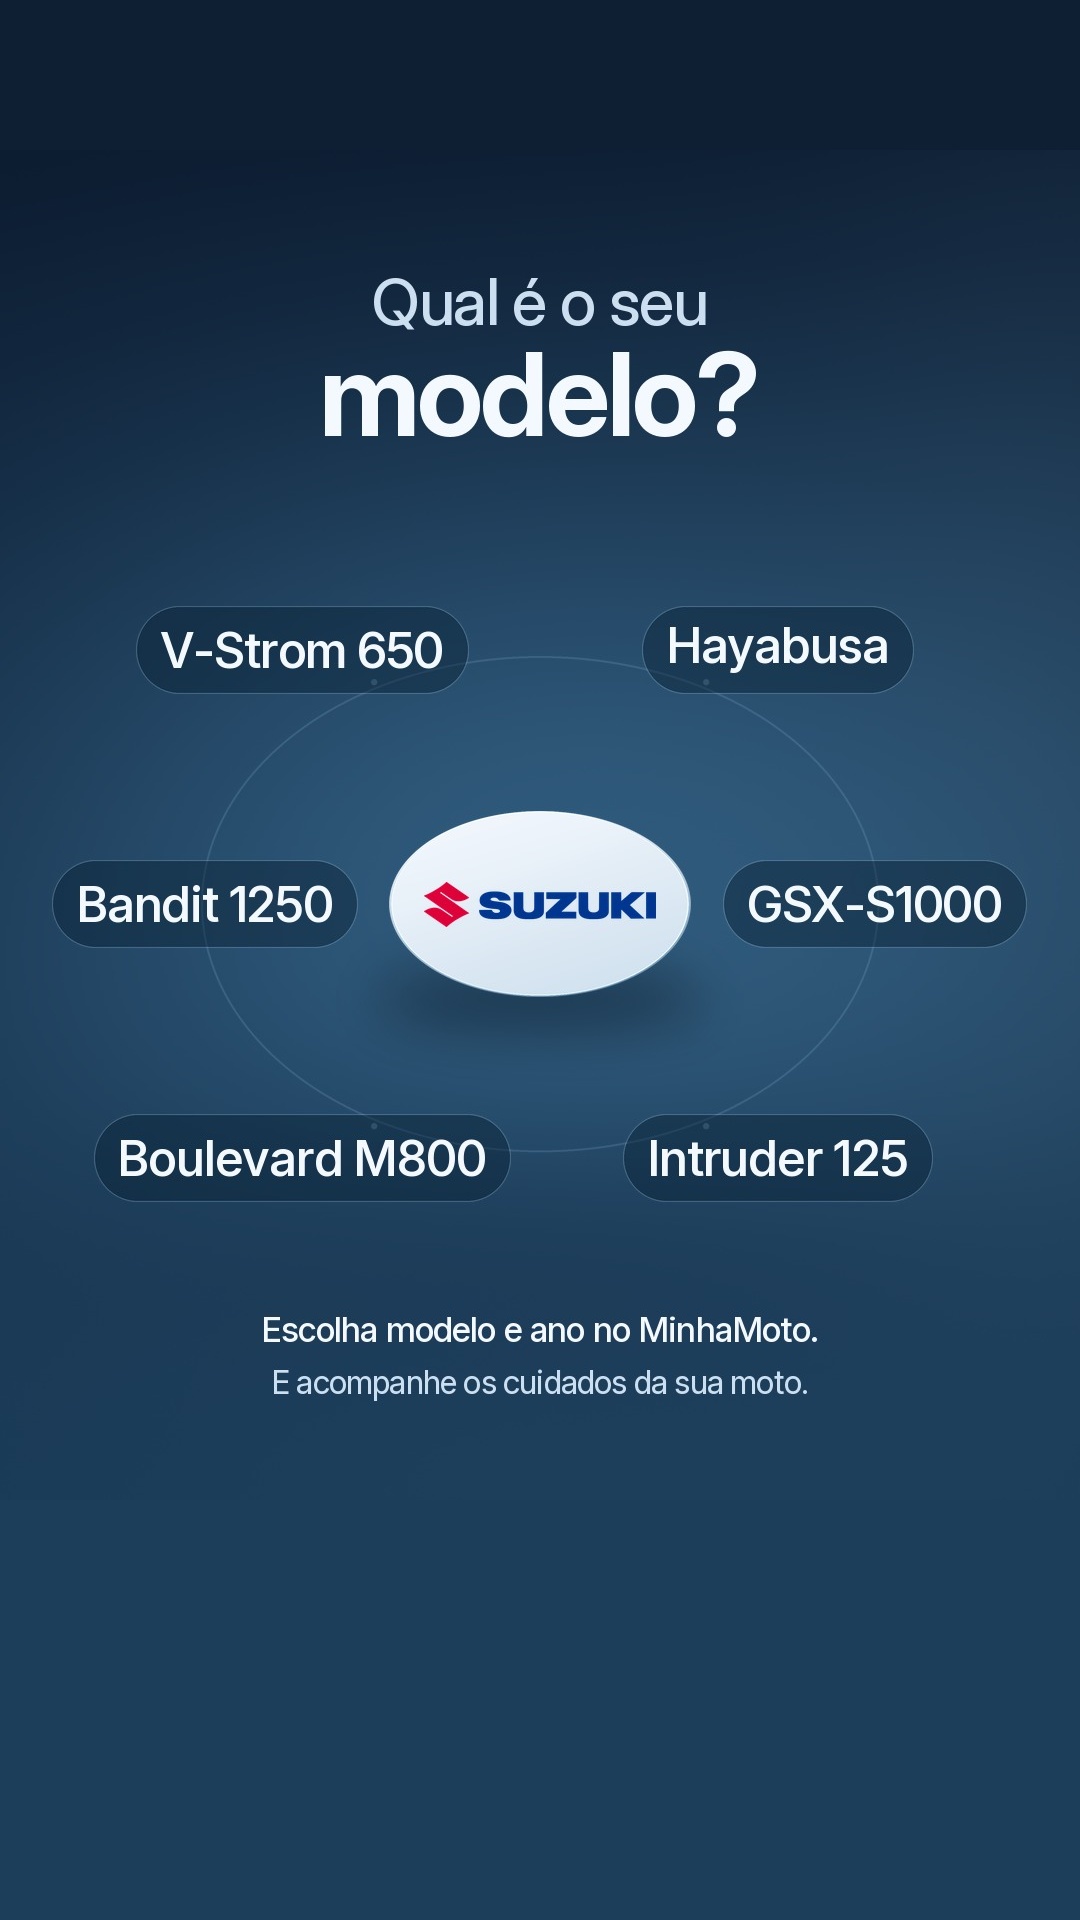 Qual é o seu
modelo?
V-Strom 650
Hayabusa
Bandit 1250
SUZUKI
GSX-S1000
Boulevard M800
Intruder 125
Escolha modelo e ano no MinhaMoto.
E acompanhe os cuidados da sua moto.